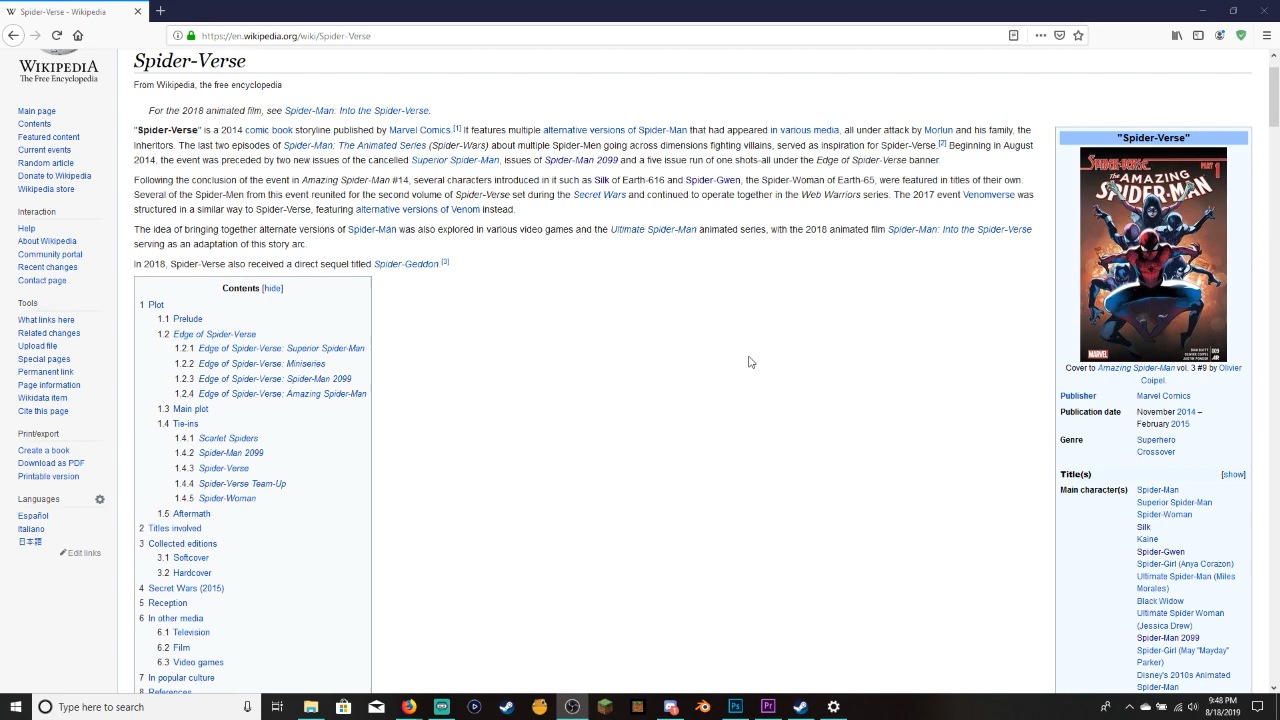 Spider-Verse - Wikipedia
https://en.wikipedia.org/wiki/Spider-Verse
WIKIPEDIA
The Free Encyclopedia
Main page
Contents
Featured content
Current events
Random article
Donate to Wikipedia
Wikipedia store
Interaction
Help
About Wikipedia
Community portal
Recent changes
Contact page
Tools
What links here
Related changes
Upload file
Special pages
Permanent link
Page information
Wikidata item
Cite this page
Print/export
Create a book
Download as PDF
Printable version
Languages
Español
Italiano
日本語
Edit links
Spider-Verse
From Wikipedia, the free encyclopedia
For the 2018 animated film, see Spider-Man: Into the Spider-Verse.
"Spider-Verse" is a 2014 comic book storyline published by Marvel Comics.[1] It features multiple alternative versions of Spider-Man that had appeared in various media, all under attack by Morlun and his family, the
Inheritors. The last two episodes of Spider-Man: The Animated Series (Spider Wars) about multiple Spider-Men going across dimensions fighting villains, served as inspiration for Spider-Verse.[2] Beginning in August
2014, the event was preceded by two new issues of the cancelled Superior Spider-Man, issues of Spider-Man 2099 and a five issue run of one shots-all under the Edge of Spider-Verse banner.
Following the conclusion of the event in Amazing Spider-Man #14, several characters introduced in it such as Silk of Earth-616 and Spider-Gwen, the Spider-Woman of Earth-65, were featured in titles of their own.
Several of the Spider-Men from this event reunited for the second volume of Spider-Verse set during the Secret Wars and continued to operate together in the Web Warriors series. The 2017 event Venomverse was
structured in a similar way to Spider-Verse, featuring alternative versions of Venom instead.
The idea of bringing together alternate versions of Spider-Man was also explored in various video games and the Ultimate Spider-Man animated series, with the 2018 animated film Spider-Man: Into the Spider-Verse
serving as an adaptation of this story arc.
In 2018, Spider-Verse also received a direct sequel titled Spider-Geddon.[3]
Contents [hide]
1 Plot
1.1 Prelude
1.2 Edge of Spider-Verse
1.2.1 Edge of Spider-Verse: Superior Spider-Man
1.2.2 Edge of Spider-Verse: Miniseries
1.2.3 Edge of Spider-Verse: Spider-Man 2099
1.2.4 Edge of Spider-Verse: Amazing Spider-Man
1.3 Main plot
1.4 Tie-ins
1.4.1 Scarlet Spiders
1.4.2 Spider-Man 2099
1.4.3 Spider-Verse
1.4.4 Spider-Verse Team-Up
1.4.5 Spider-Woman
1.5 Aftermath
2 Titles involved
3 Collected editions
3.1 Softcover
3.2 Hardcover
4 Secret Wars (2015)
5 Reception
6 In other media
6.1 Television
6.2 Film
6.3 Video games
7 In popular culture
8 References
"Spider-Verse"
SPIDER-VERSE PART 1
THE AMAZING
SPIDER-MAN
MARVEL
009
Cover to Amazing Spider-Man vol. 3 #9 by Olivier
Coipel.
Publisher Marvel Comics
Publication date November 2014 –
February 2015
Genre Superhero
Crossover
Title(s) [show]
Main character(s) Spider-Man
Superior Spider-Man
Spider-Woman
Silk
Kaine
Spider-Gwen
Spider-Girl (Anya Corazon)
Ultimate Spider-Man (Miles
Morales)
Black Widow
Ultimate Spider Woman
(Jessica Drew)
Spider-Man 2099
Spider-Girl (May "Mayday"
Parker)
Disney's 2010s Animated
Spider-Man
Type here to search
9:48 PM
8/18/2019